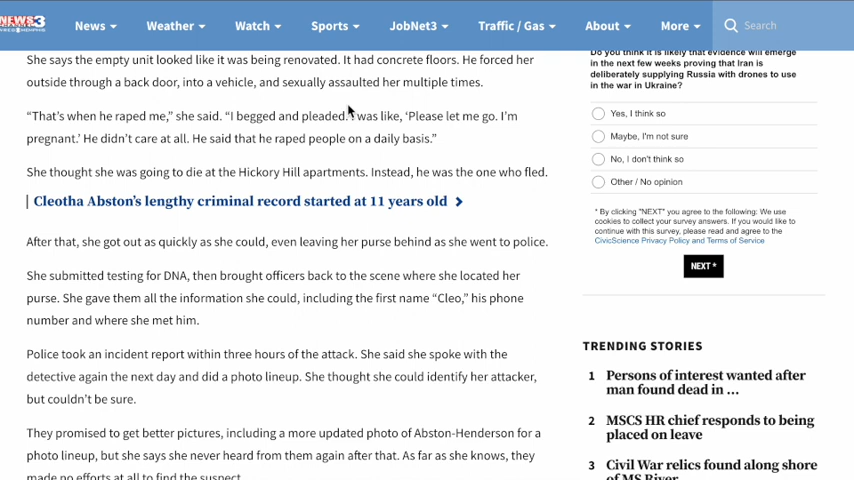 NEWS 3
WREG MEMPHIS
News
Weather
Watch
Sports
JobNet3
Traffic / Gas
About
More
Search
She says the empty unit looked like it was being renovated. It had concrete floors. He forced her
outside through a back door, into a vehicle, and sexually assaulted her multiple times.
“That’s when he raped me,” she said. “I begged and pleaded. I was like, ‘Please let me go. I’m
pregnant.’ He didn’t care at all. He said that he raped people on a daily basis.”
She thought she was going to die at the Hickory Hill apartments. Instead, he was the one who fled.
Cleotha Abston’s lengthy criminal record started at 11 years old
After that, she got out as quickly as she could, even leaving her purse behind as she went to police.
She submitted testing for DNA, then brought officers back to the scene where she located her
purse. She gave them all the information she could, including the first name “Cleo,” his phone
number and where she met him.
Police took an incident report within three hours of the attack. She said she spoke with the
detective again the next day and did a photo lineup. She thought she could identify her attacker,
but couldn’t be sure.
They promised to get better pictures, including a more updated photo of Abston-Henderson for a
photo lineup, but she says she never heard from them again after that. As far as she knows, they
made no efforts at all to find the suspect.
Do you think it is likely that evidence will emerge
in the next few weeks proving that Iran is
deliberately supplying Russia with drones to use
in the war in Ukraine?
Yes, I think so
Maybe, I'm not sure
No, I don't think so
Other / No opinion
* By clicking "NEXT" you agree to the following: We use
cookies to collect your survey answers. If you would like to
continue with this survey, please read and agree to the
CivicScience Privacy Policy and Terms of Service
NEXT *
TRENDING STORIES
1 Persons of interest wanted after
man found dead in …
2 MSCS HR chief responds to being
placed on leave
3 Civil War relics found along shore
of MS River